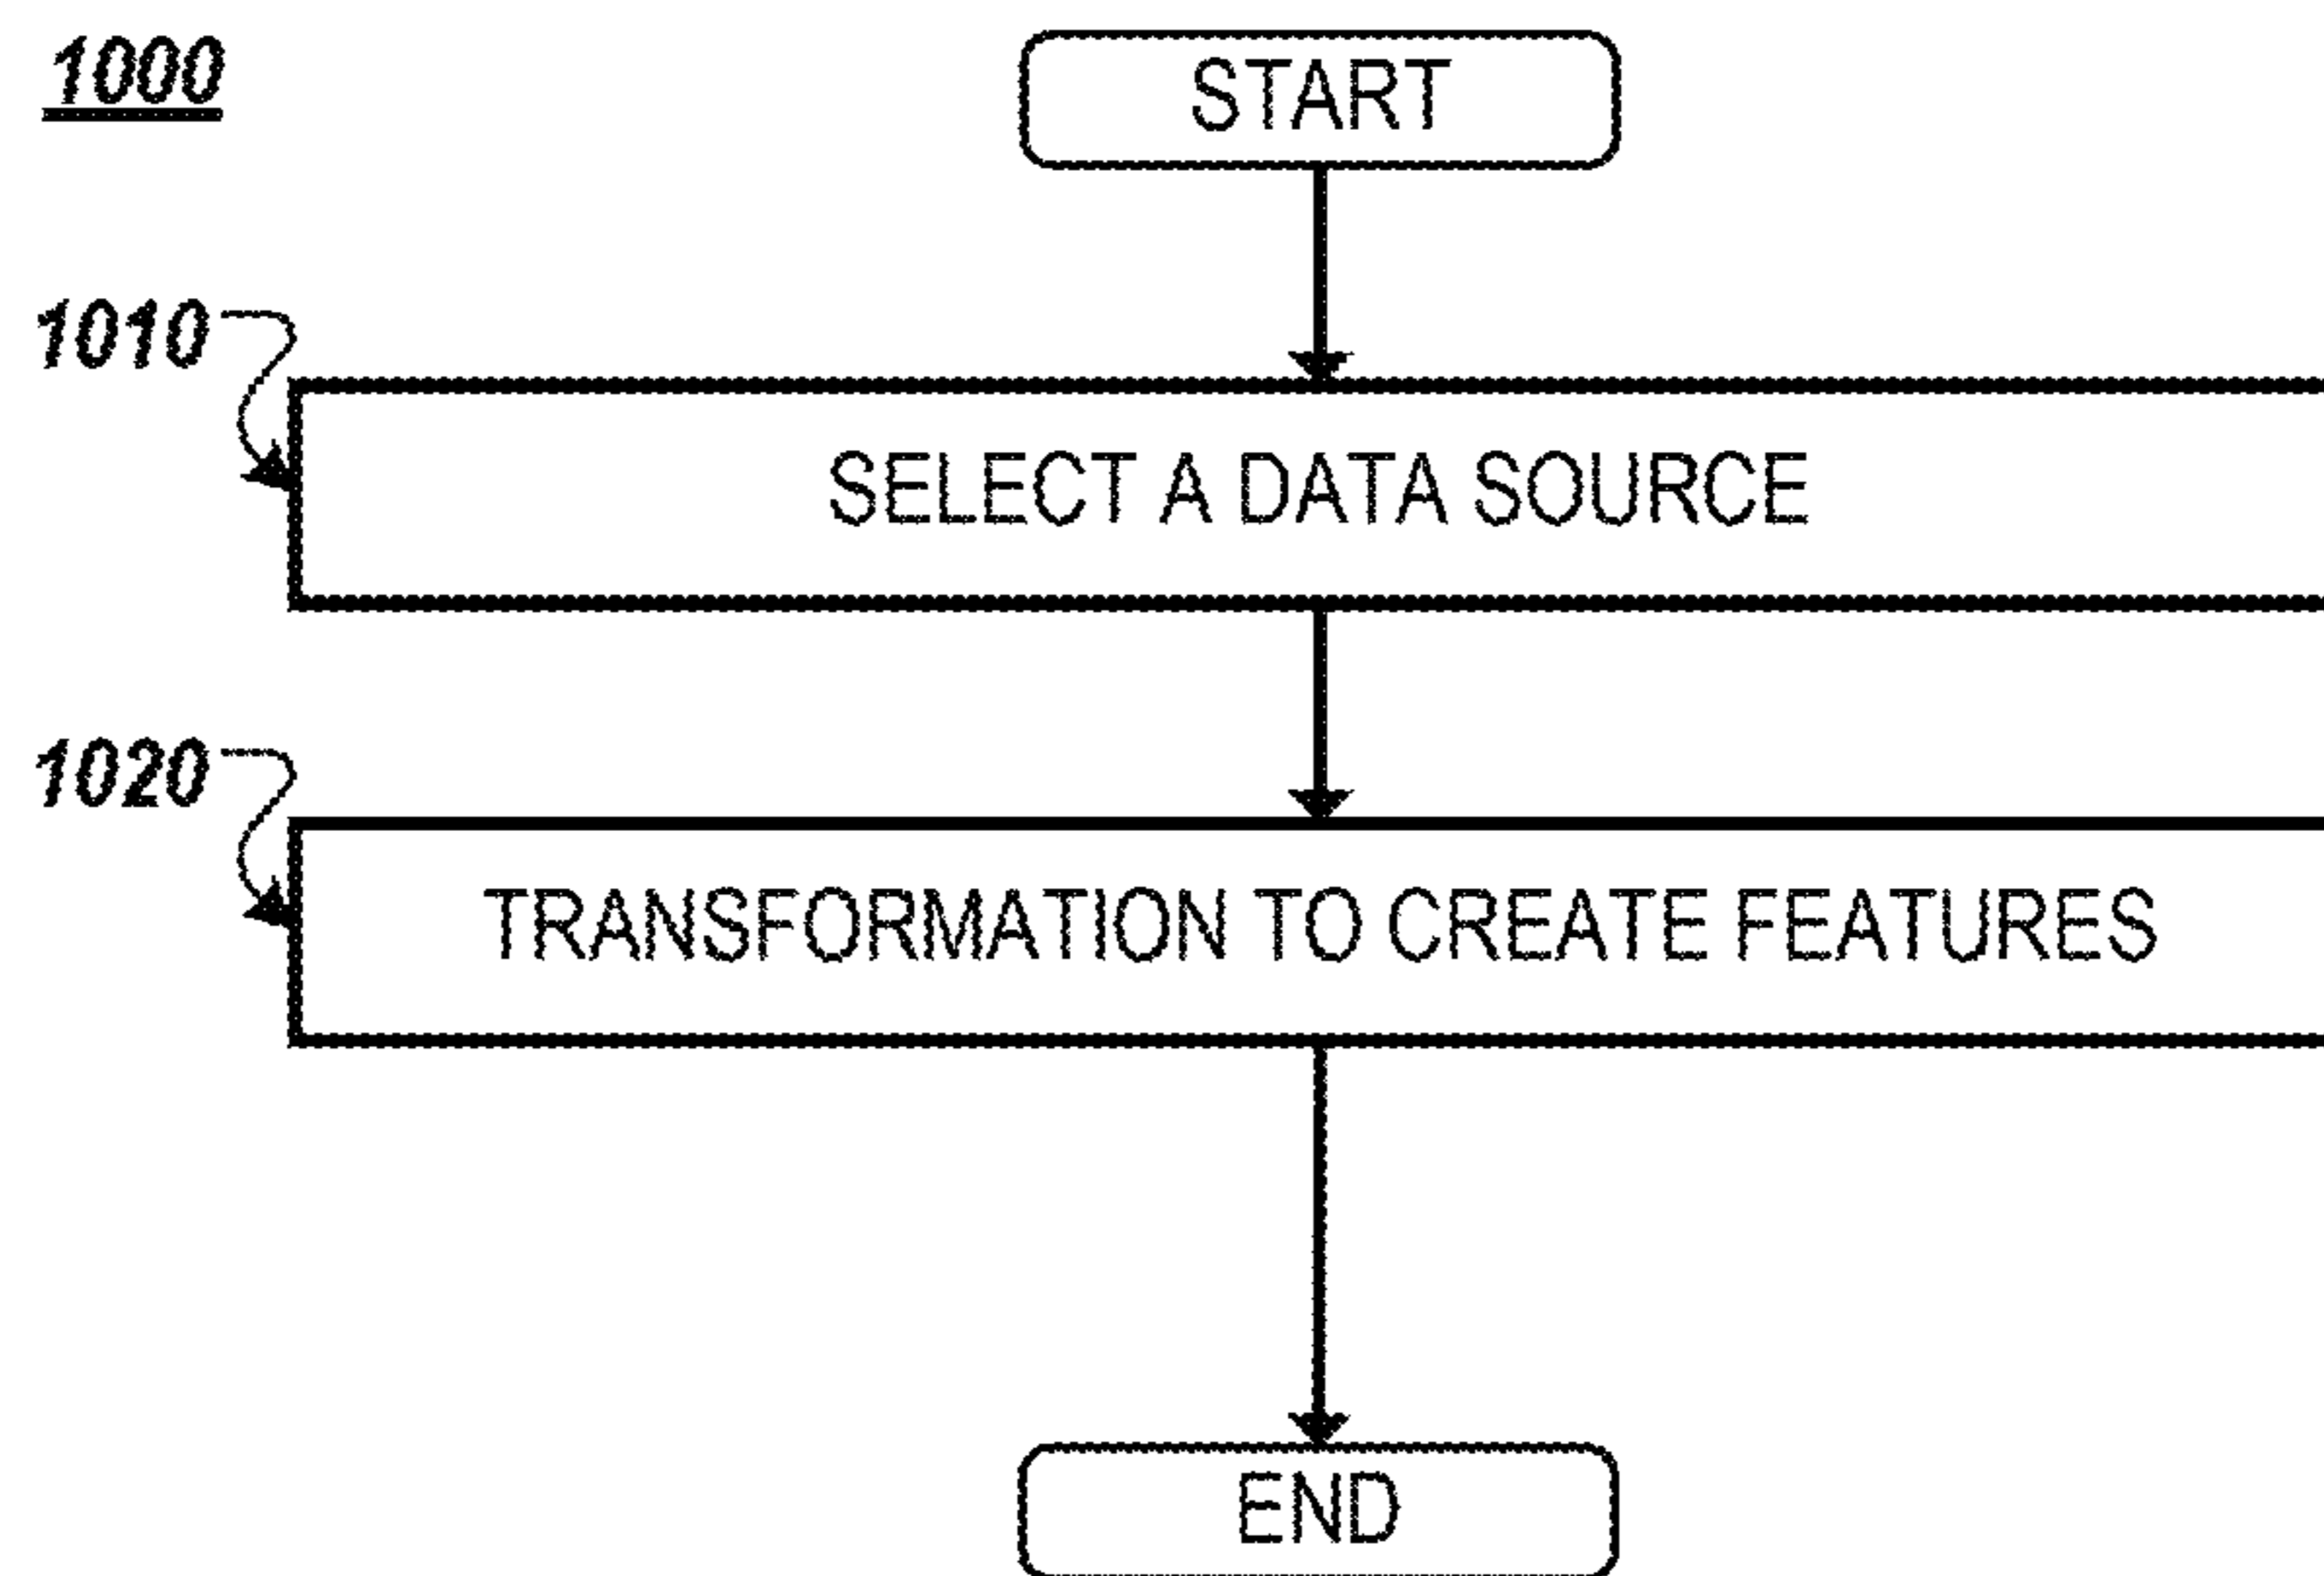 1000
START
1010
SELECT A DATA SOURCE
1020
TRANSFORMATION TO CREATE FEATURES
END